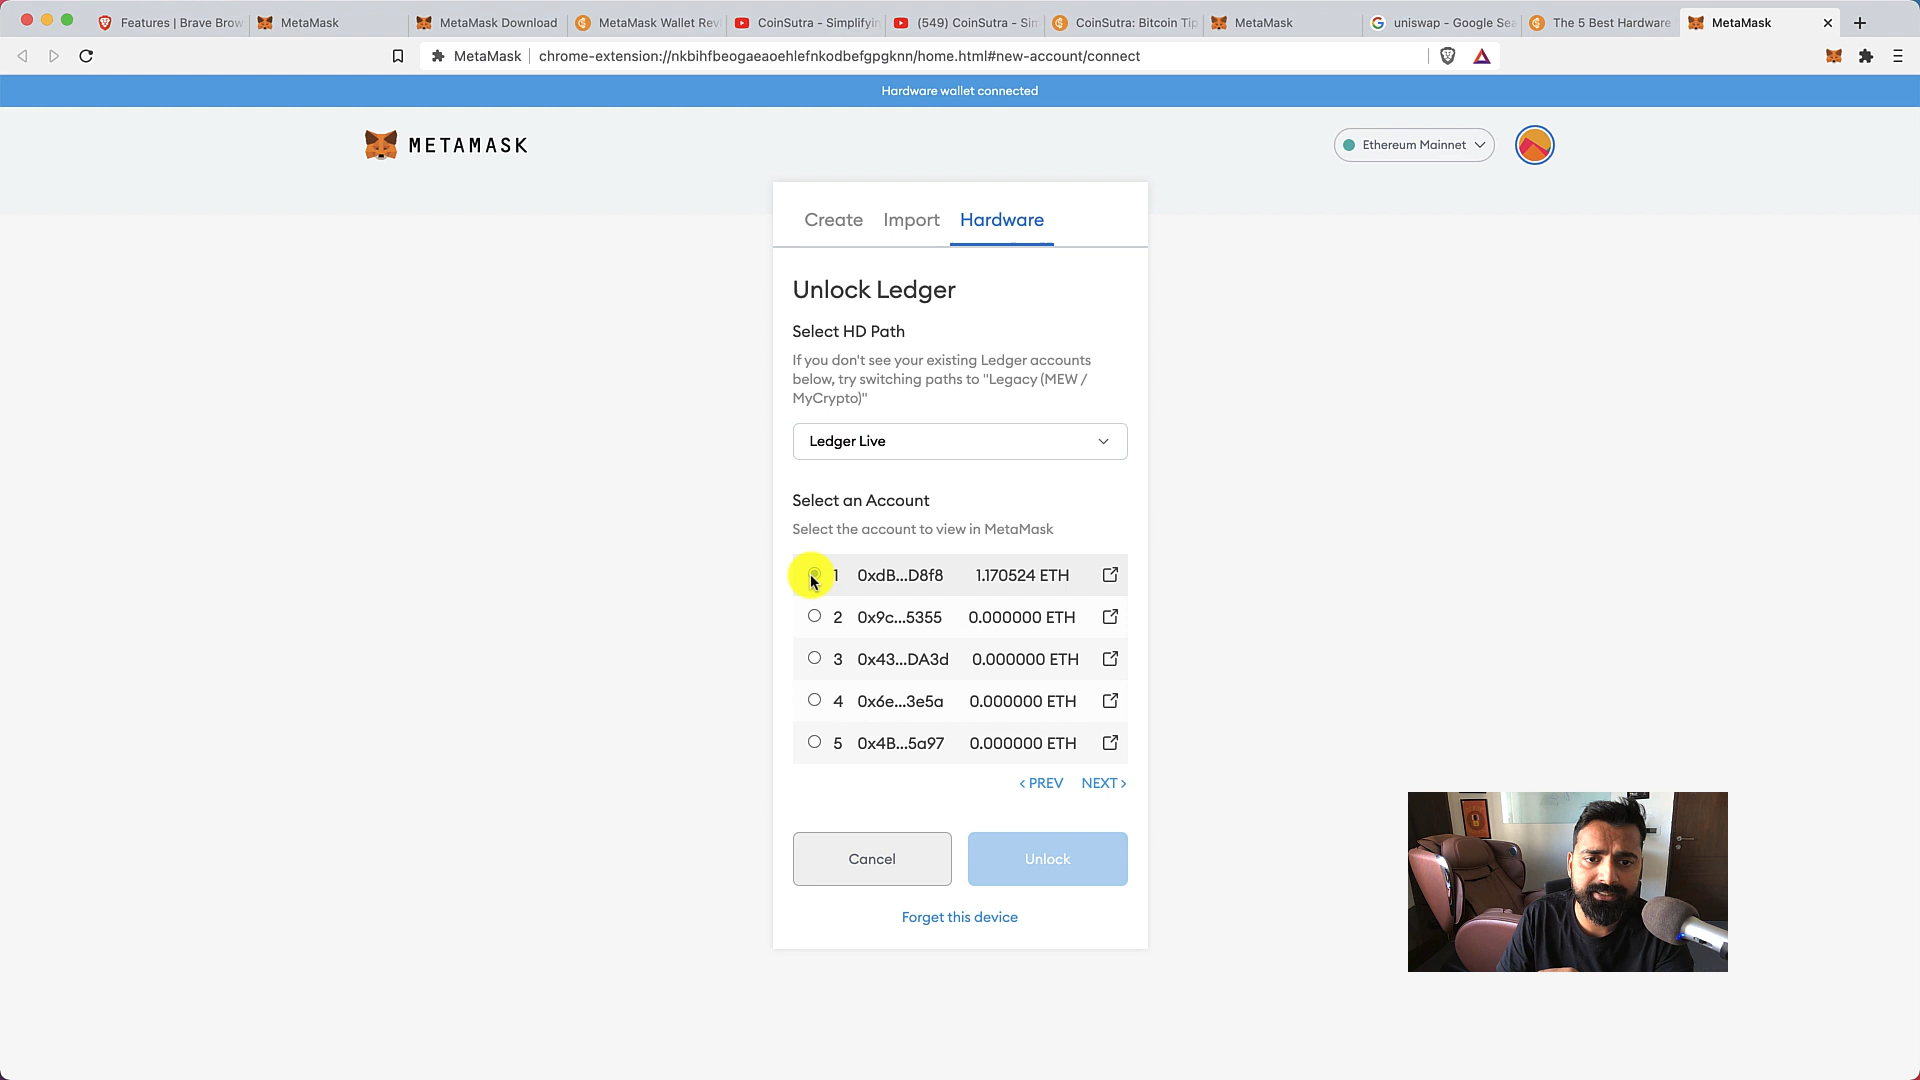 Features | Brave Brow
MetaMask
MetaMask Download
MetaMask Wallet Rev
CoinSutra - Simplifyin
(549) CoinSutra - Sim
CoinSutra: Bitcoin Tip
MetaMask
uniswap - Google Sea
The 5 Best Hardware
MetaMask
MetaMask
chrome-extension://nkbihfbeogaeaoehlefnkodbefgpgknn/home.html#new-account/connect
Hardware wallet connected
METAMASK
Ethereum Mainnet
Create Import Hardware
Unlock Ledger
Select HD Path
If you don't see your existing Ledger accounts
below, try switching paths to "Legacy (MEW /
MyCrypto)"
Ledger Live
Select an Account
Select the account to view in MetaMask
1 0xdB...D8f8 1.170524 ETH
2 0x9c...5355 0.000000 ETH
3 0x43...DA3d 0.000000 ETH
4 0x6e...3e5a 0.000000 ETH
5 0x4B...5a97 0.000000 ETH
< PREV NEXT >
Cancel
Unlock
Forget this device